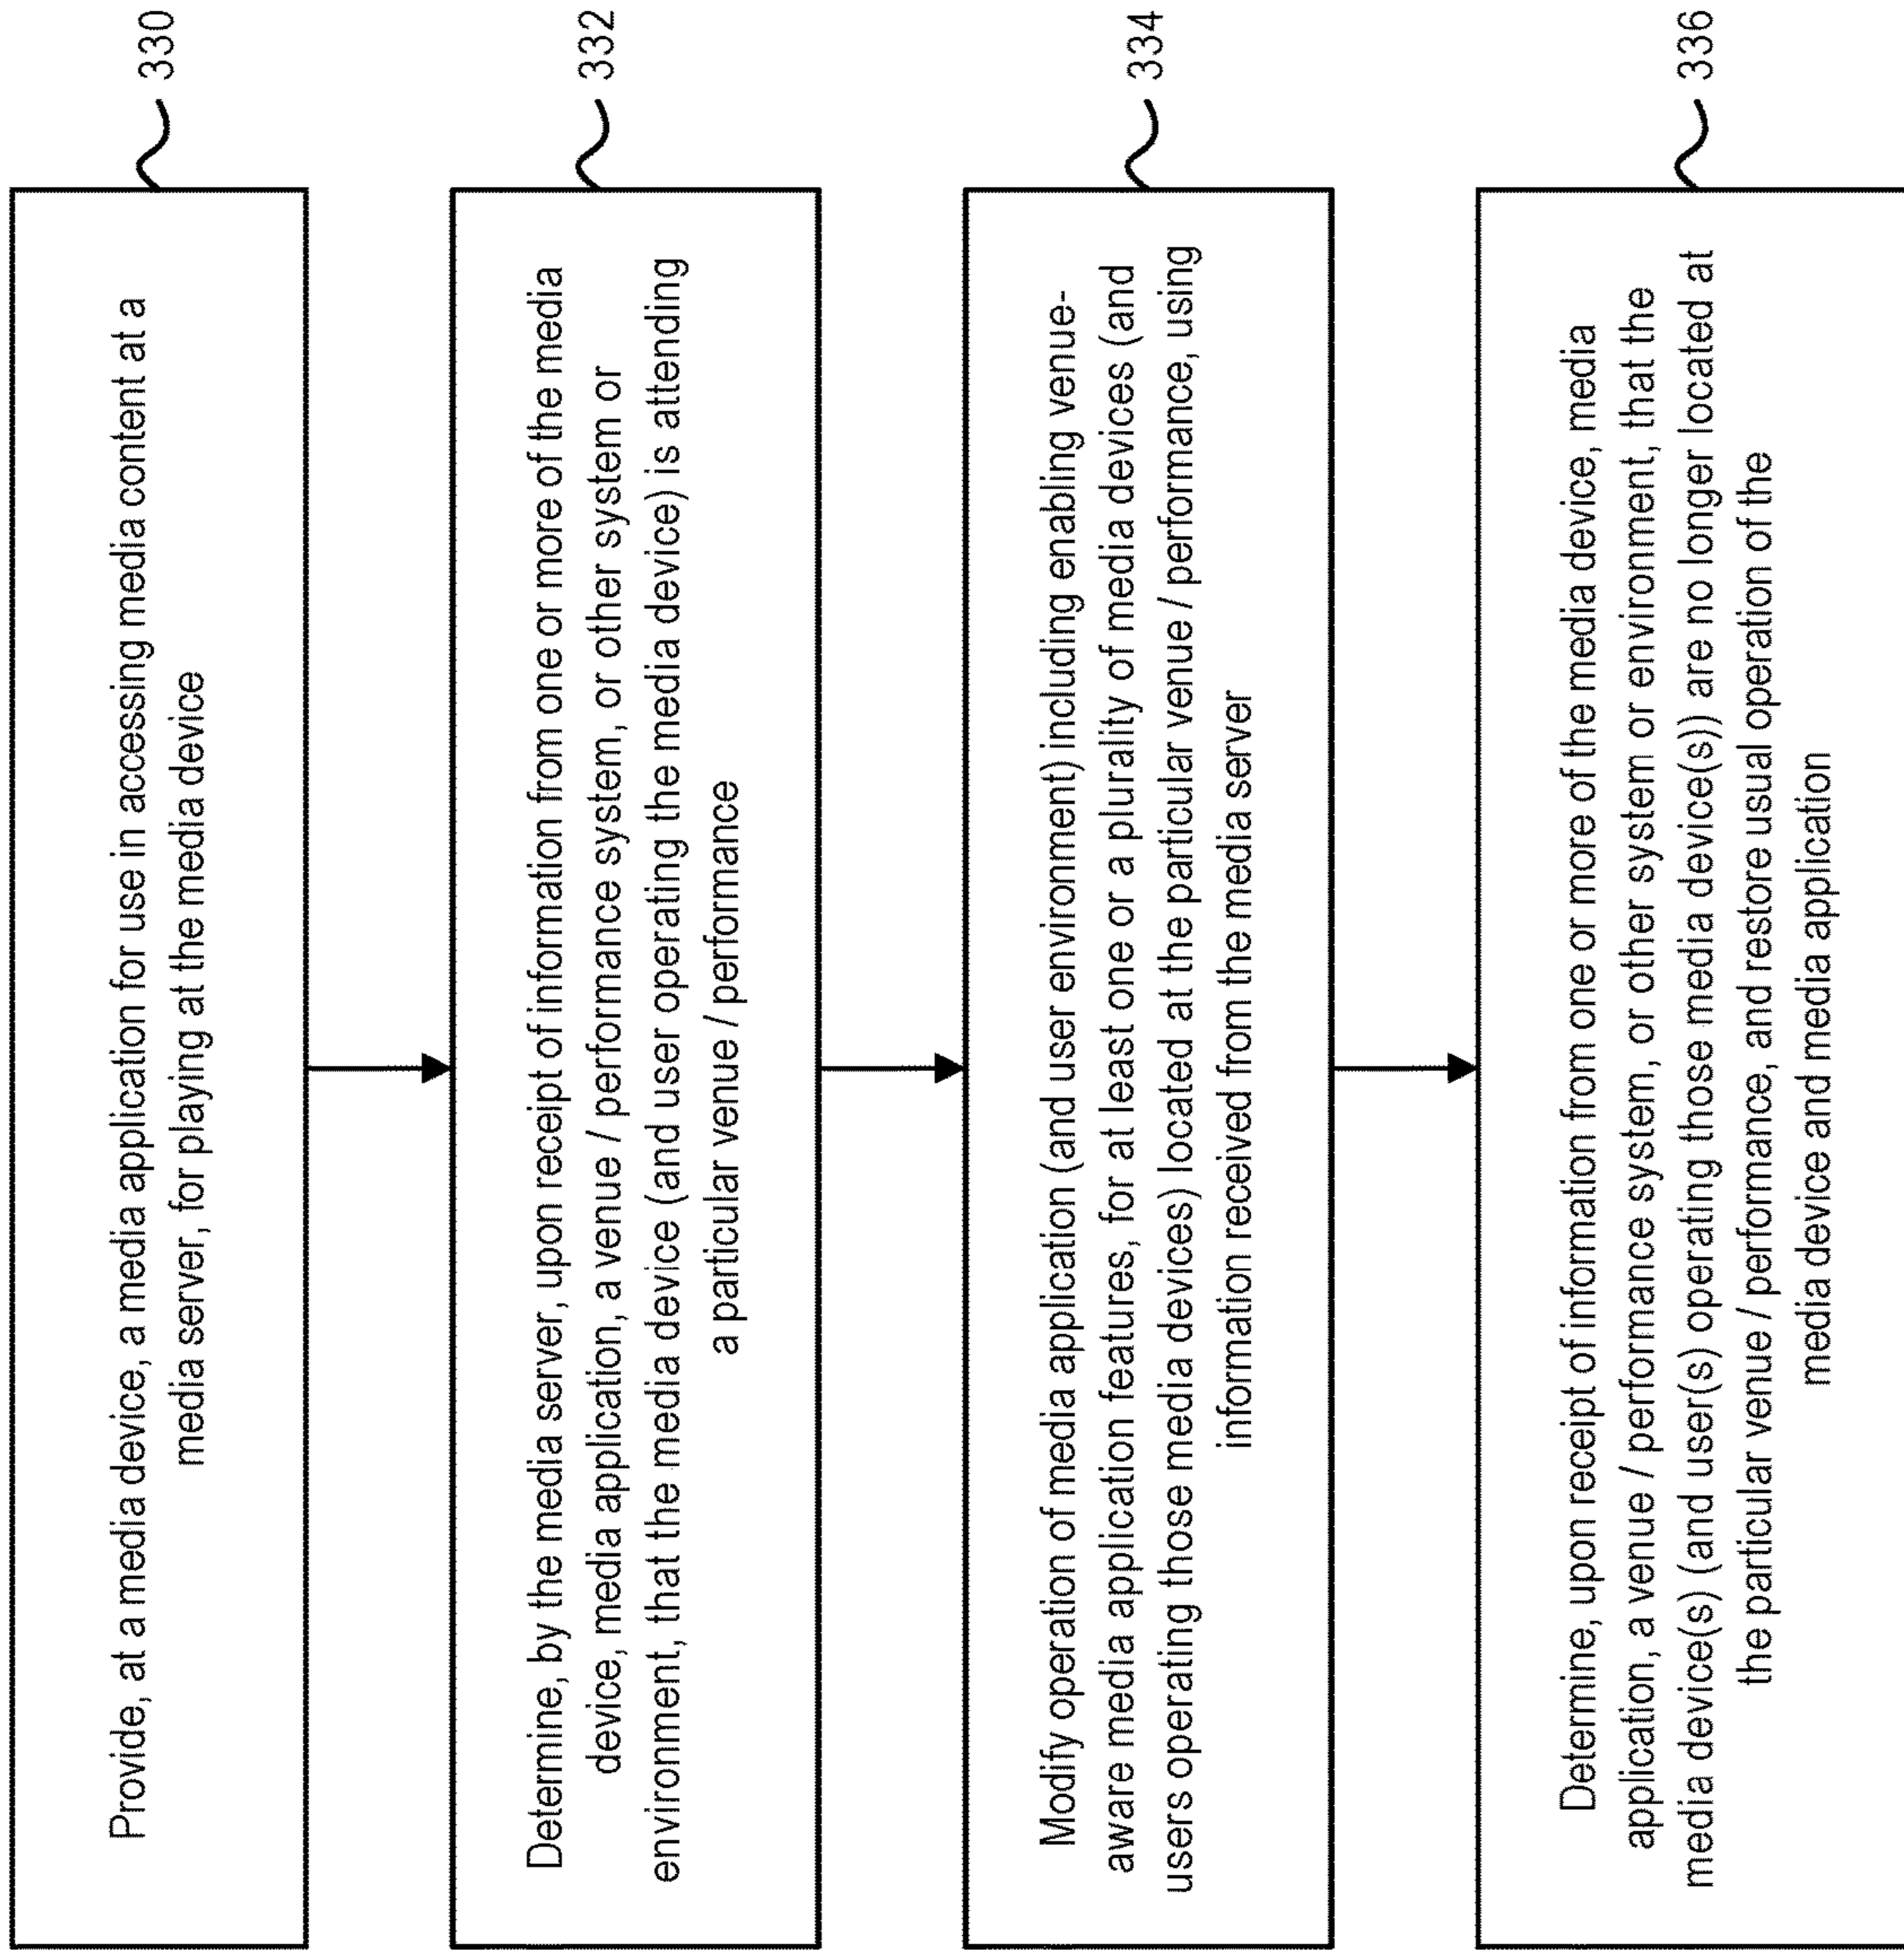 Provide, at a media device, a media application for use in accessing media content at a
media server, for playing at the media device
330
Determine, by the media server, upon receipt of information from one or more of the media
device, media application, a venue / performance system, or other system or
environment, that the media device (and user operating the media device) is attending
a particular venue / performance
332
Modify operation of media application (and user environment) including enabling venue-
aware media application features, for at least one or a plurality of media devices (and
users operating those media devices) located at the particular venue / performance, using
information received from the media server
334
Determine, upon receipt of information from one or more of the media device, media
application, a venue / performance system, or other system or environment, that the
media device(s) (and user(s) operating those media device(s)) are no longer located at
the particular venue / performance, and restore usual operation of the
media device and media application
336